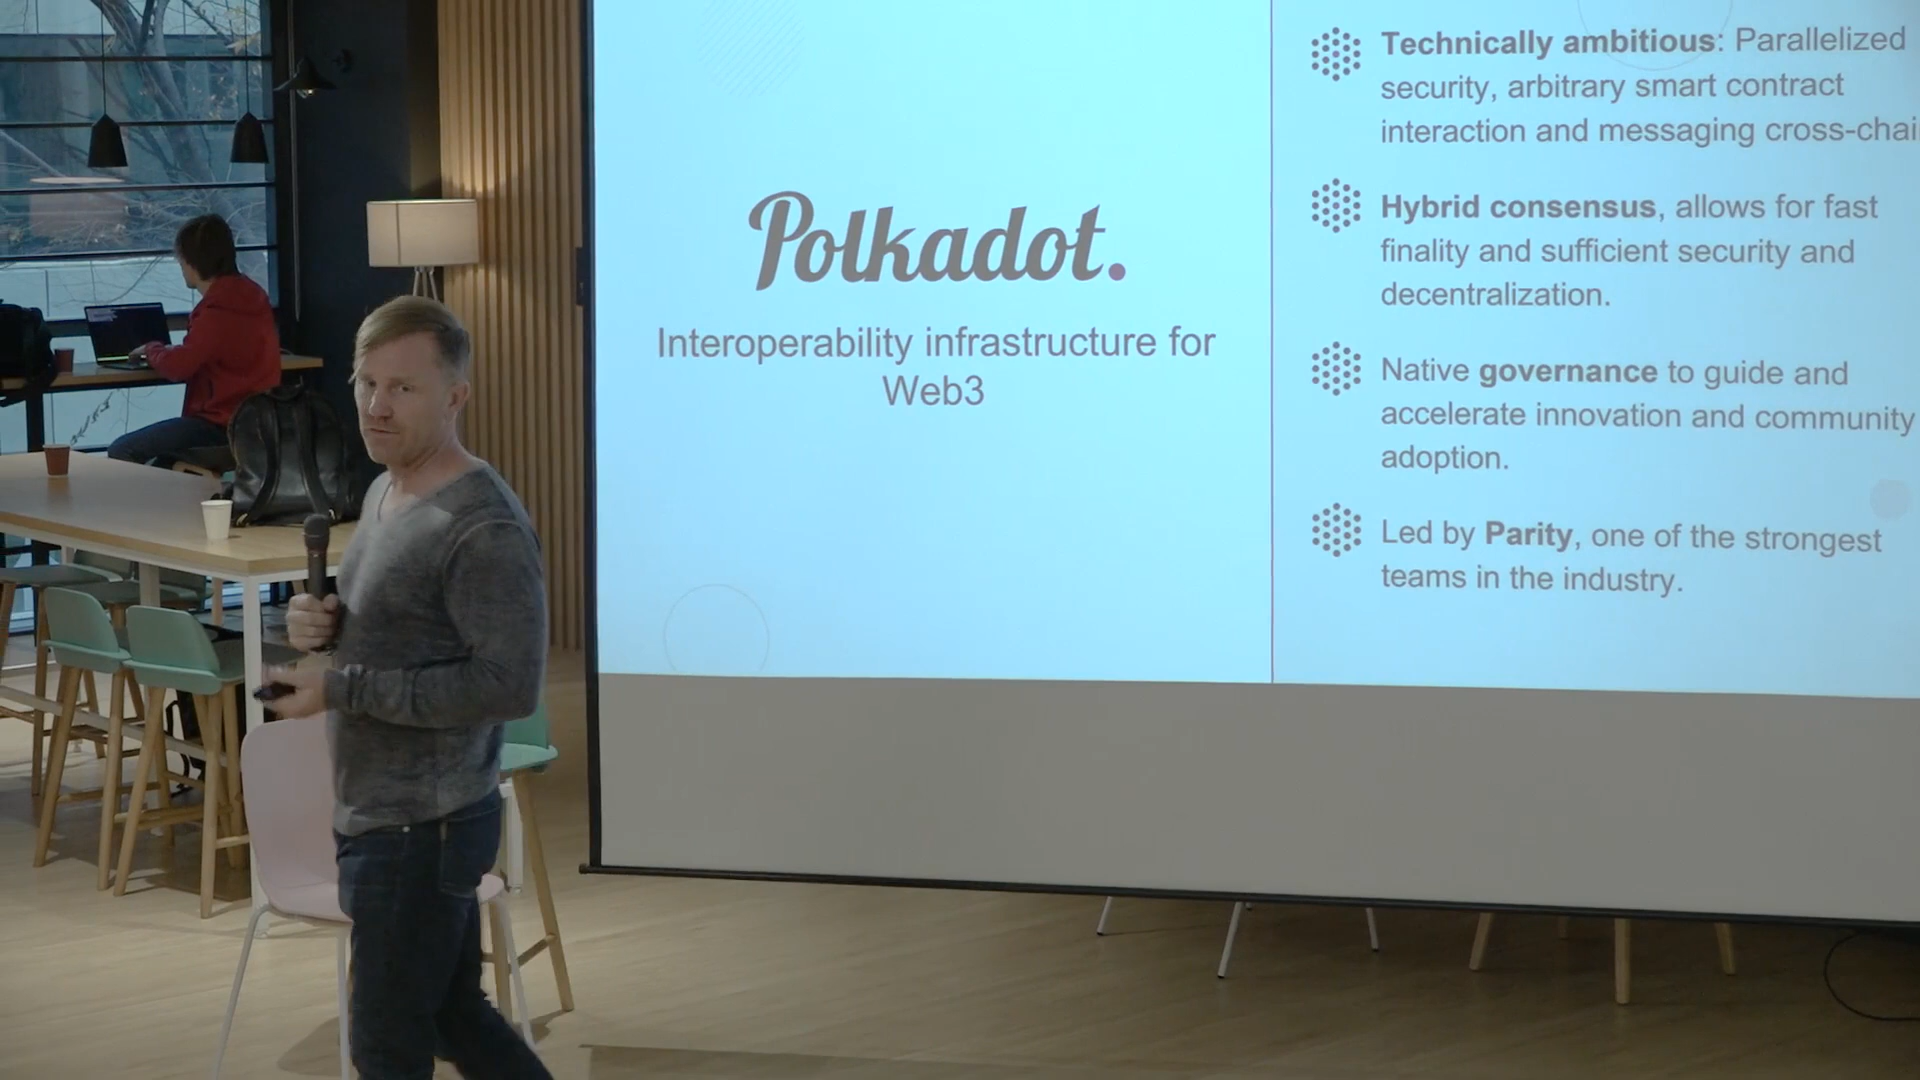 Polkadot.
Interoperability infrastructure for
Web3
Technically ambitious: Parallelized
security, arbitrary smart contract
interaction and messaging cross-chai
Hybrid consensus, allows for fast
finality and sufficient security and
decentralization.
Native governance to guide and
accelerate innovation and community
adoption.
Led by Parity, one of the strongest
teams in the industry.